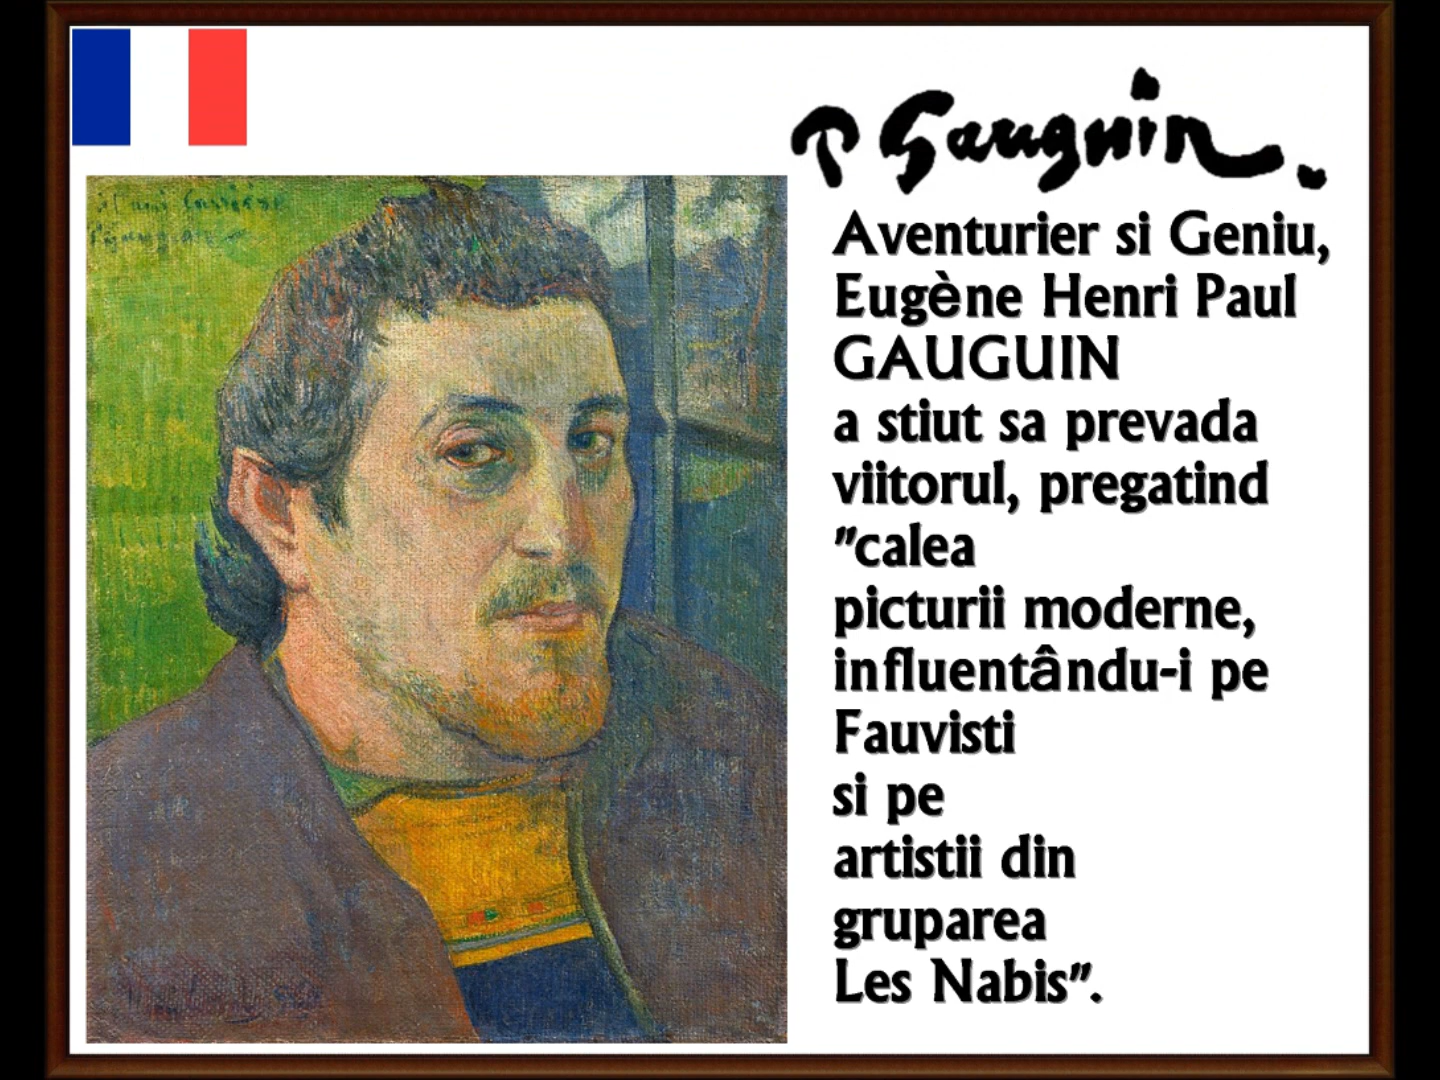 P Gauguin.
Aventurier si Geniu,
Eugène Henri Paul
GAUGUIN
a stiut sa prevada
viitorul, pregatind
"calea
picturii moderne,
influentându-i pe
Fauvisti
si pe
artistii din
gruparea
Les Nabis".